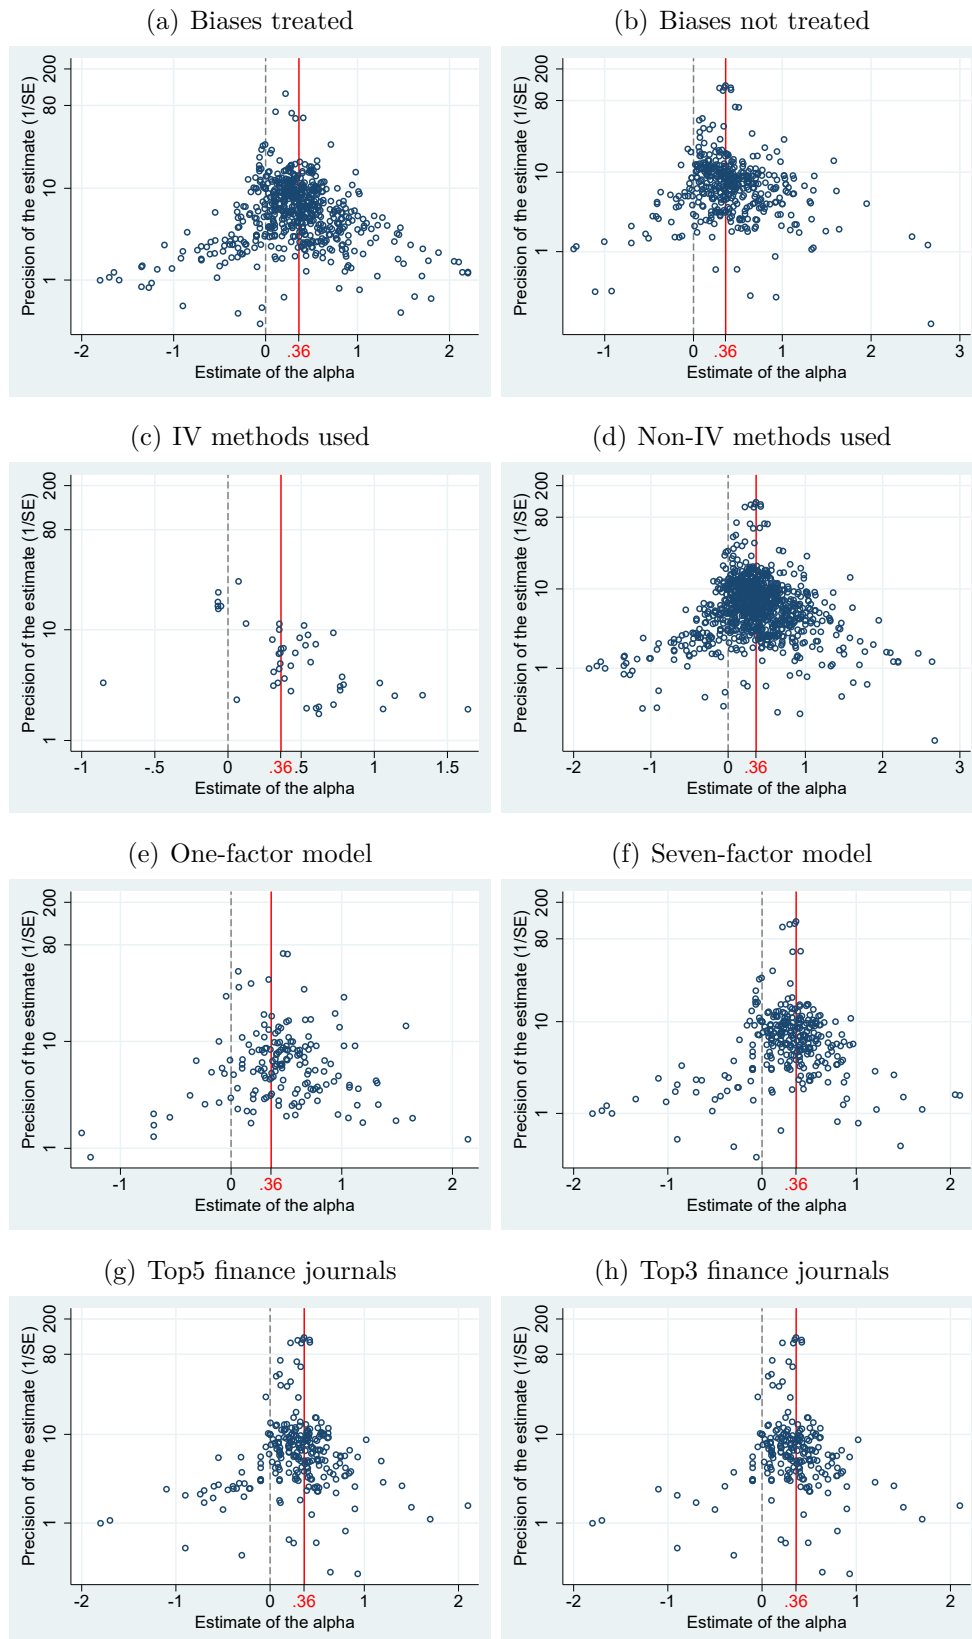 (a) Biases treated
(b) Biases not treated
Precision of the estimate (1/SE)
200
80
10
1
-2 -1 0 .36 1 2
Estimate of the alpha
Precision of the estimate (1/SE)
200
80
10
1
-1 0 .36 1 2 3
Estimate of the alpha
(c) IV methods used
(d) Non-IV methods used
Precision of the estimate (1/SE)
200
80
10
1
-1 -.5 0 .36 .5 1 1.5
Estimate of the alpha
Precision of the estimate (1/SE)
200
80
10
1
-2 -1 0 .36 1 2 3
Estimate of the alpha
(e) One-factor model
(f) Seven-factor model
Precision of the estimate (1/SE)
200
80
10
1
-1 0 .36 1 2
Estimate of the alpha
Precision of the estimate (1/SE)
200
80
10
1
-2 -1 0 .36 1 2
Estimate of the alpha
(g) Top5 finance journals
(h) Top3 finance journals
Precision of the estimate (1/SE)
200
80
10
1
-2 -1 0 .36 1 2
Estimate of the alpha
Precision of the estimate (1/SE)
200
80
10
1
-2 -1 0 .36 1 2
Estimate of the alpha